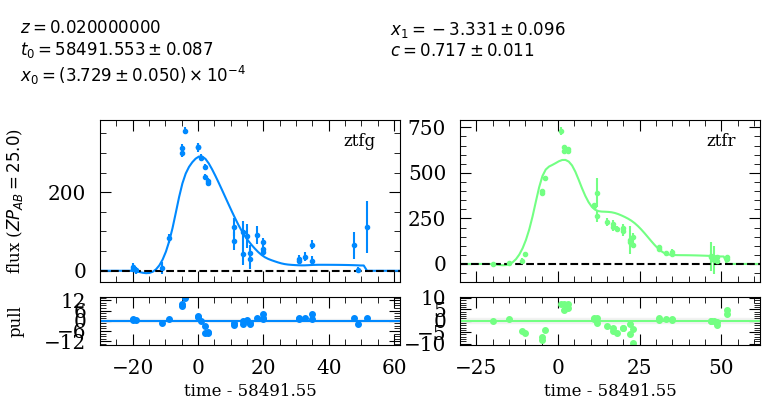 z = 0.020000000
t₀ = 58491.553 ± 0.087
x₀ = (3.729 ± 0.050) × 10⁻⁴
x₁ = −3.331 ± 0.096
c = 0.717 ± 0.011
flux (ZP_AB = 25.0)
200
0
ztfg
750
500
250
0
ztfr
pull
12
6
0
−6
−12
10
5
0
−5
−10
−20 0 20 40 60
−25 0 25 50
time - 58491.55
time - 58491.55